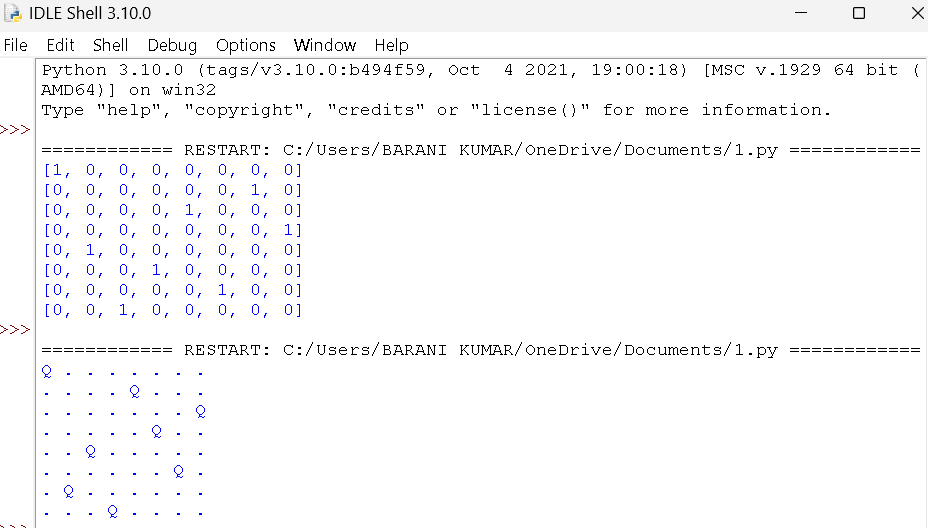 IDLE Shell 3.10.0
File Edit Shell Debug Options Window Help
Python 3.10.0 (tags/v3.10.0:b494f59, Oct  4 2021, 19:00:18) [MSC v.1929 64 bit (
AMD64)] on win32
Type "help", "copyright", "credits" or "license()" for more information.
>>>
============ RESTART: C:/Users/BARANI KUMAR/OneDrive/Documents/1.py ============
[1, 0, 0, 0, 0, 0, 0, 0]
[0, 0, 0, 0, 0, 0, 1, 0]
[0, 0, 0, 0, 1, 0, 0, 0]
[0, 0, 0, 0, 0, 0, 0, 1]
[0, 1, 0, 0, 0, 0, 0, 0]
[0, 0, 0, 1, 0, 0, 0, 0]
[0, 0, 0, 0, 0, 1, 0, 0]
[0, 0, 1, 0, 0, 0, 0, 0]
>>>
============ RESTART: C:/Users/BARANI KUMAR/OneDrive/Documents/1.py ============
Q . . . . . . .
. . . . Q . . .
. . . . . . . Q
. . . . . Q . .
. . Q . . . . .
. . . . . . Q .
. Q . . . . . .
. . . Q . . . .
>>>